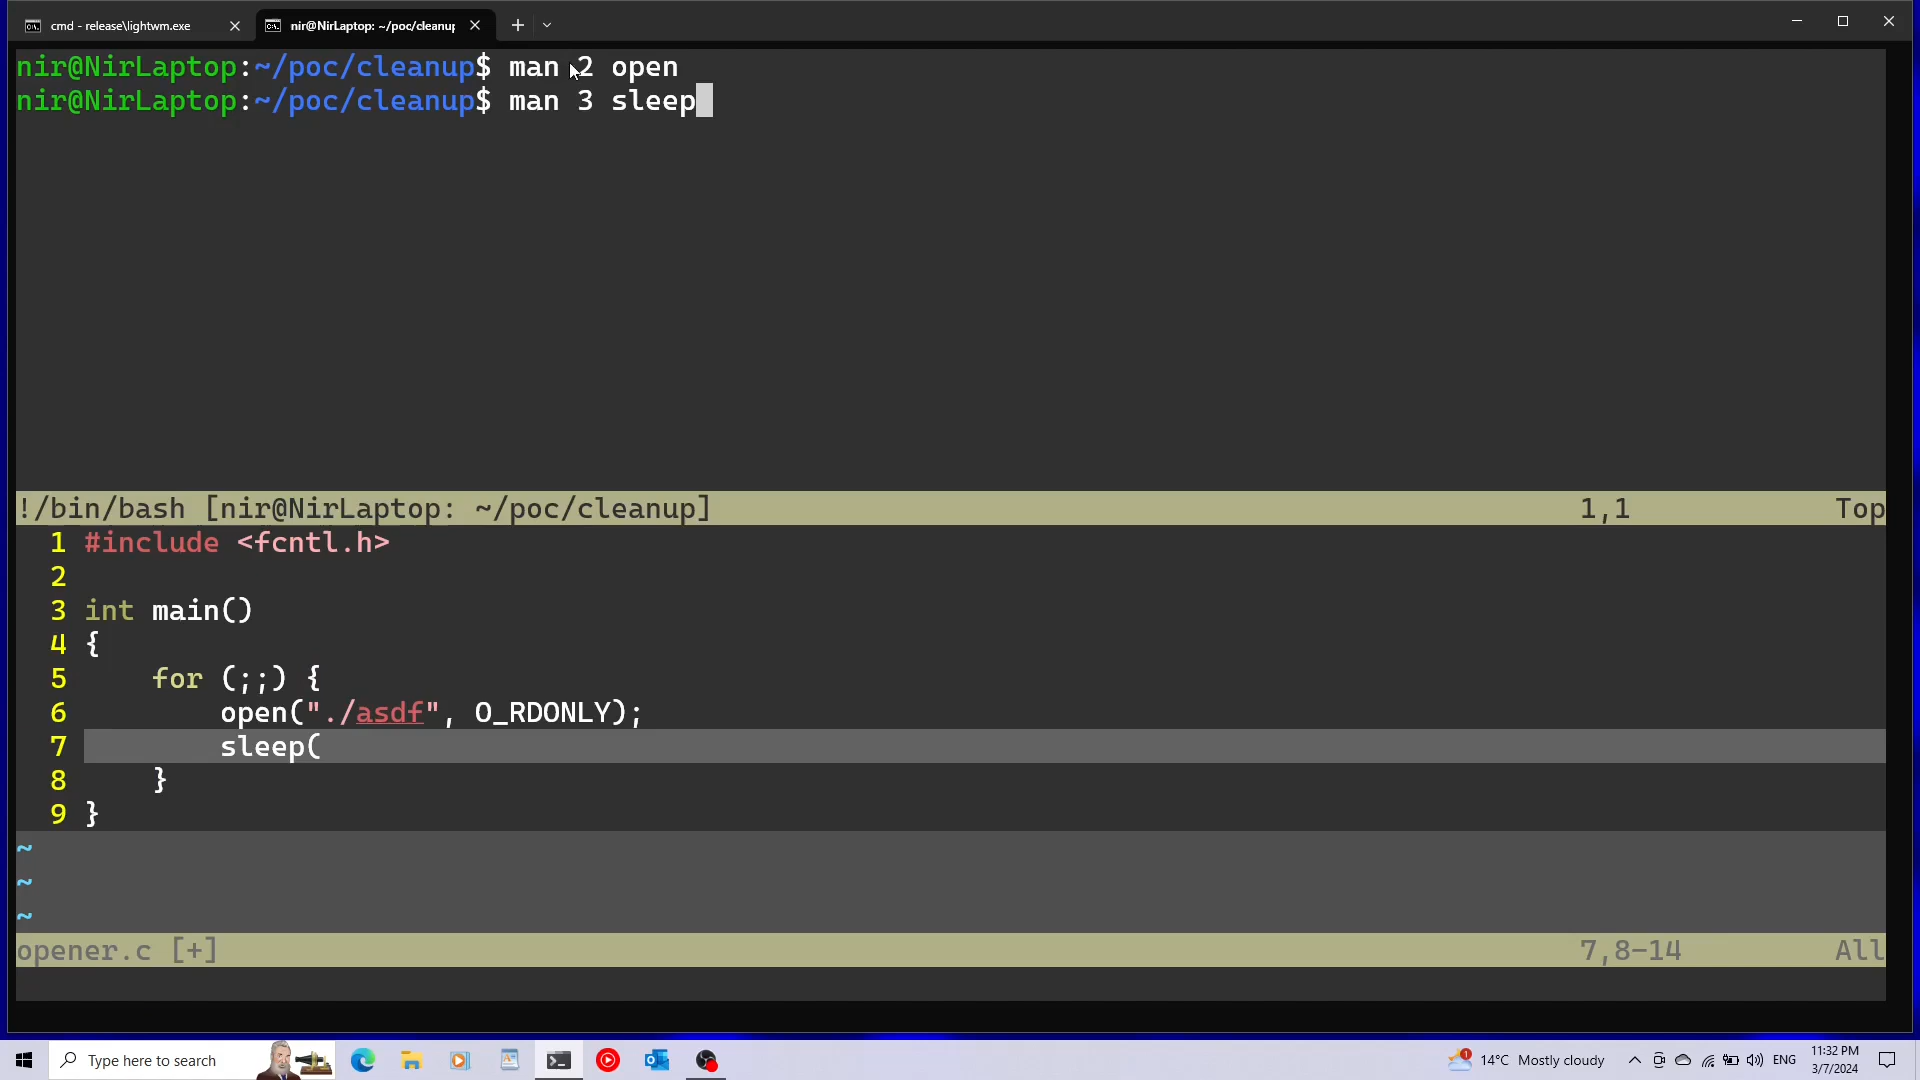 cmd - release\lightwm.exe
nir@NirLaptop: ~/poc/cleanup
nir@NirLaptop:~/poc/cleanup$ man 2 open
nir@NirLaptop:~/poc/cleanup$ man 3 sleep
!/bin/bash [nir@NirLaptop: ~/poc/cleanup] 1,1 Top
1 #include <fcntl.h>
2
3 int main()
4 {
5 for (;;) {
6 open("./asdf", O_RDONLY);
7 sleep(
8 }
9 }
~
~
~
opener.c [+] 7,8-14 All
Type here to search
1
14°C Mostly cloudy
ENG
11:32 PM
3/7/2024